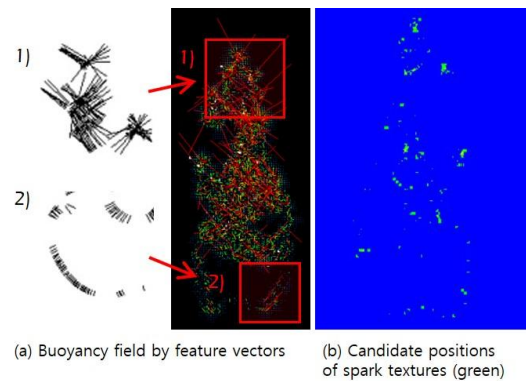 1)
1)
2)
2)
(a) Buoyancy field by feature vectors
(b) Candidate positions
of spark textures (green)